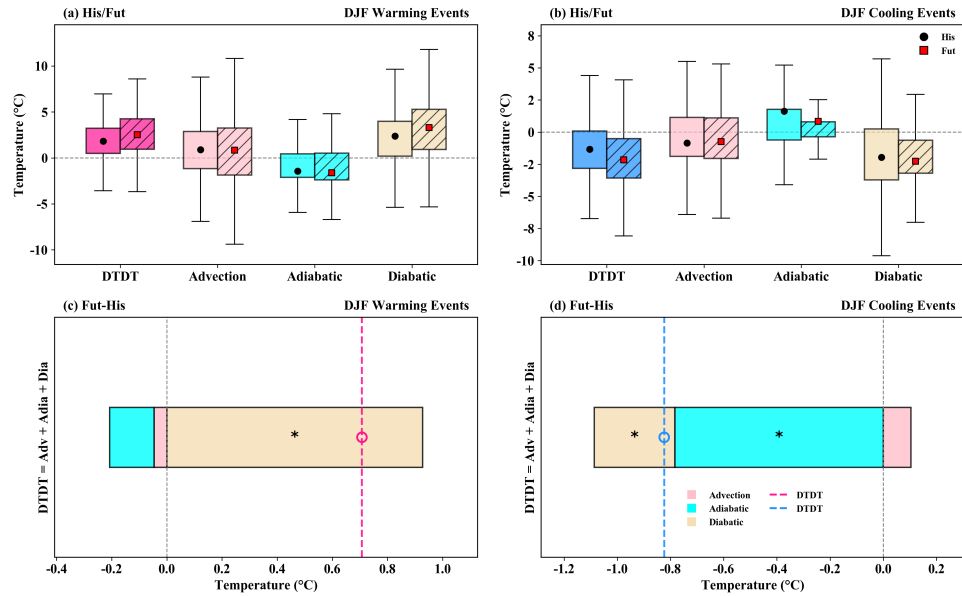 (a) His/Fut DJF Warming Events
Temperature (°C)
10
5
0
-5
-10
DTDT Advection Adiabatic Diabatic
(b) His/Fut DJF Cooling Events
Temperature (°C)
8
5
2
0
-2
-5
-8
-10
His
Fut
DTDT Advection Adiabatic Diabatic
(c) Fut-His DJF Warming Events
DTDT = Adv + Adia + Dia
* 
-0.4 -0.2 0.0 0.2 0.4 0.6 0.8 1.0
Temperature (°C)
(d) Fut-His DJF Cooling Events
DTDT = Adv + Adia + Dia
* *
Advection DTDT
Adiabatic DTDT
Diabatic
-1.2 -1.0 -0.8 -0.6 -0.4 -0.2 0.0 0.2
Temperature (°C)